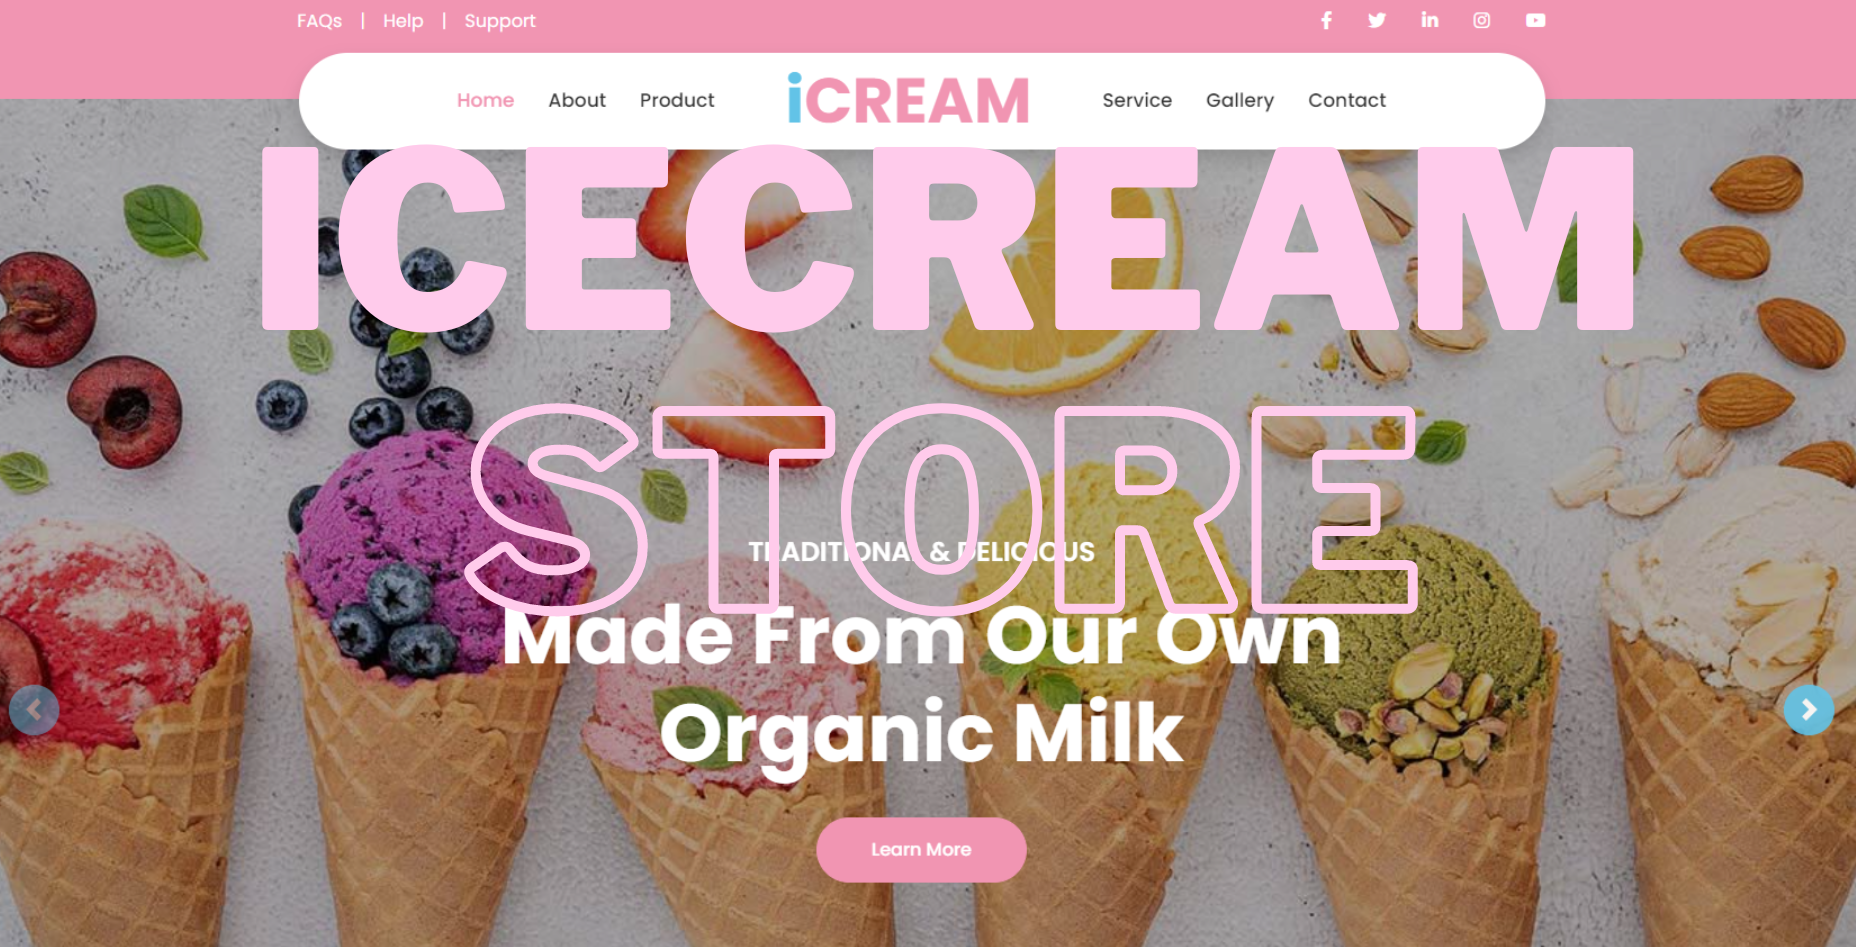 FAQs | Help | Support
Home About Product iCREAM Service Gallery Contact
ICECREAM
STORE
TRADITIONAL & DELICIOUS
Made From Our Own
Organic Milk
Learn More